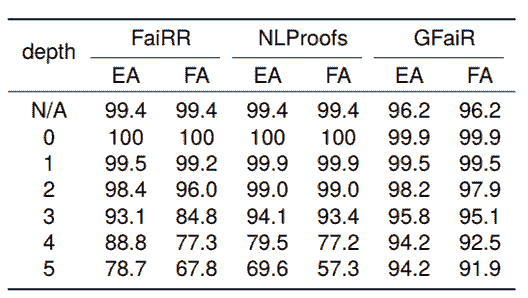 depth FaiRR NLProofs GFaiR
EA FA EA FA EA FA
N/A 99.4 99.4 99.4 99.4 96.2 96.2
0 100 100 100 100 99.9 99.9
1 99.5 99.2 99.9 99.9 99.5 99.5
2 98.4 96.0 99.0 99.0 98.2 97.9
3 93.1 84.8 94.1 93.4 95.8 95.1
4 88.8 77.3 79.5 77.2 94.2 92.5
5 78.7 67.8 69.6 57.3 94.2 91.9